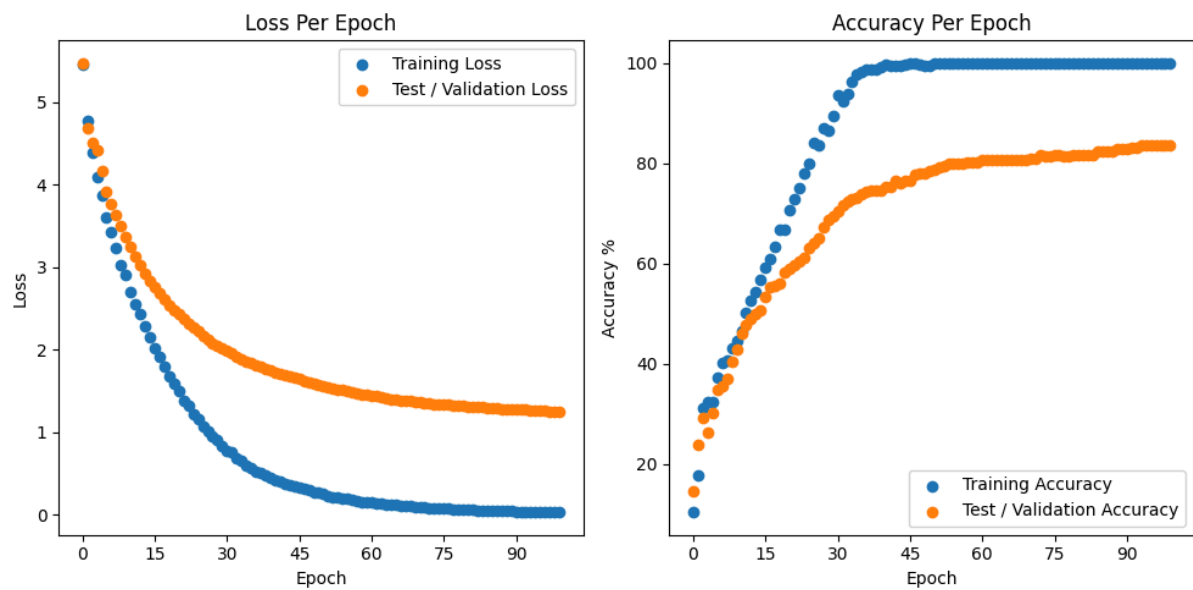 Loss Per Epoch
Training Loss
Test / Validation Loss
5
4
3
2
1
0
Loss
0 15 30 45 60 75 90
Epoch
Accuracy Per Epoch
100
80
60
40
20
Accuracy %
Training Accuracy
Test / Validation Accuracy
0 15 30 45 60 75 90
Epoch